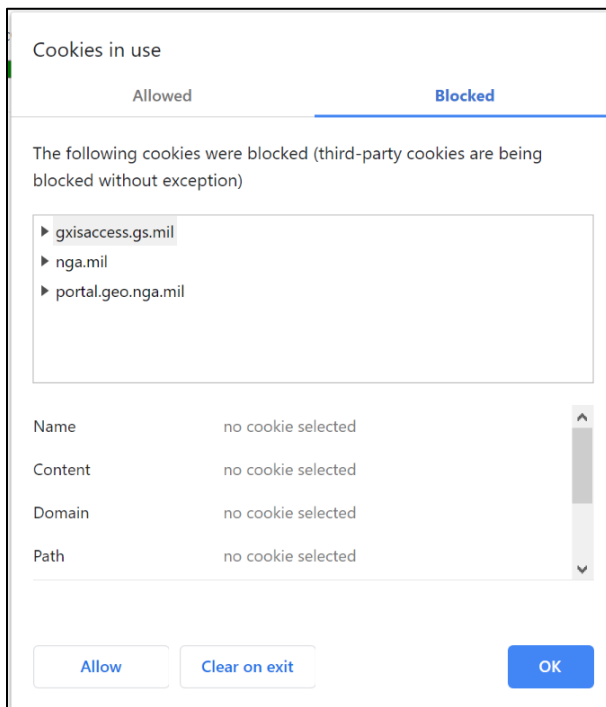 Cookies in use
Allowed
Blocked
The following cookies were blocked (third-party cookies are being
blocked without exception)
gxisaccess.gs.mil
nga.mil
portal.geo.nga.mil
Name no cookie selected
Content no cookie selected
Domain no cookie selected
Path no cookie selected
Allow
Clear on exit
OK